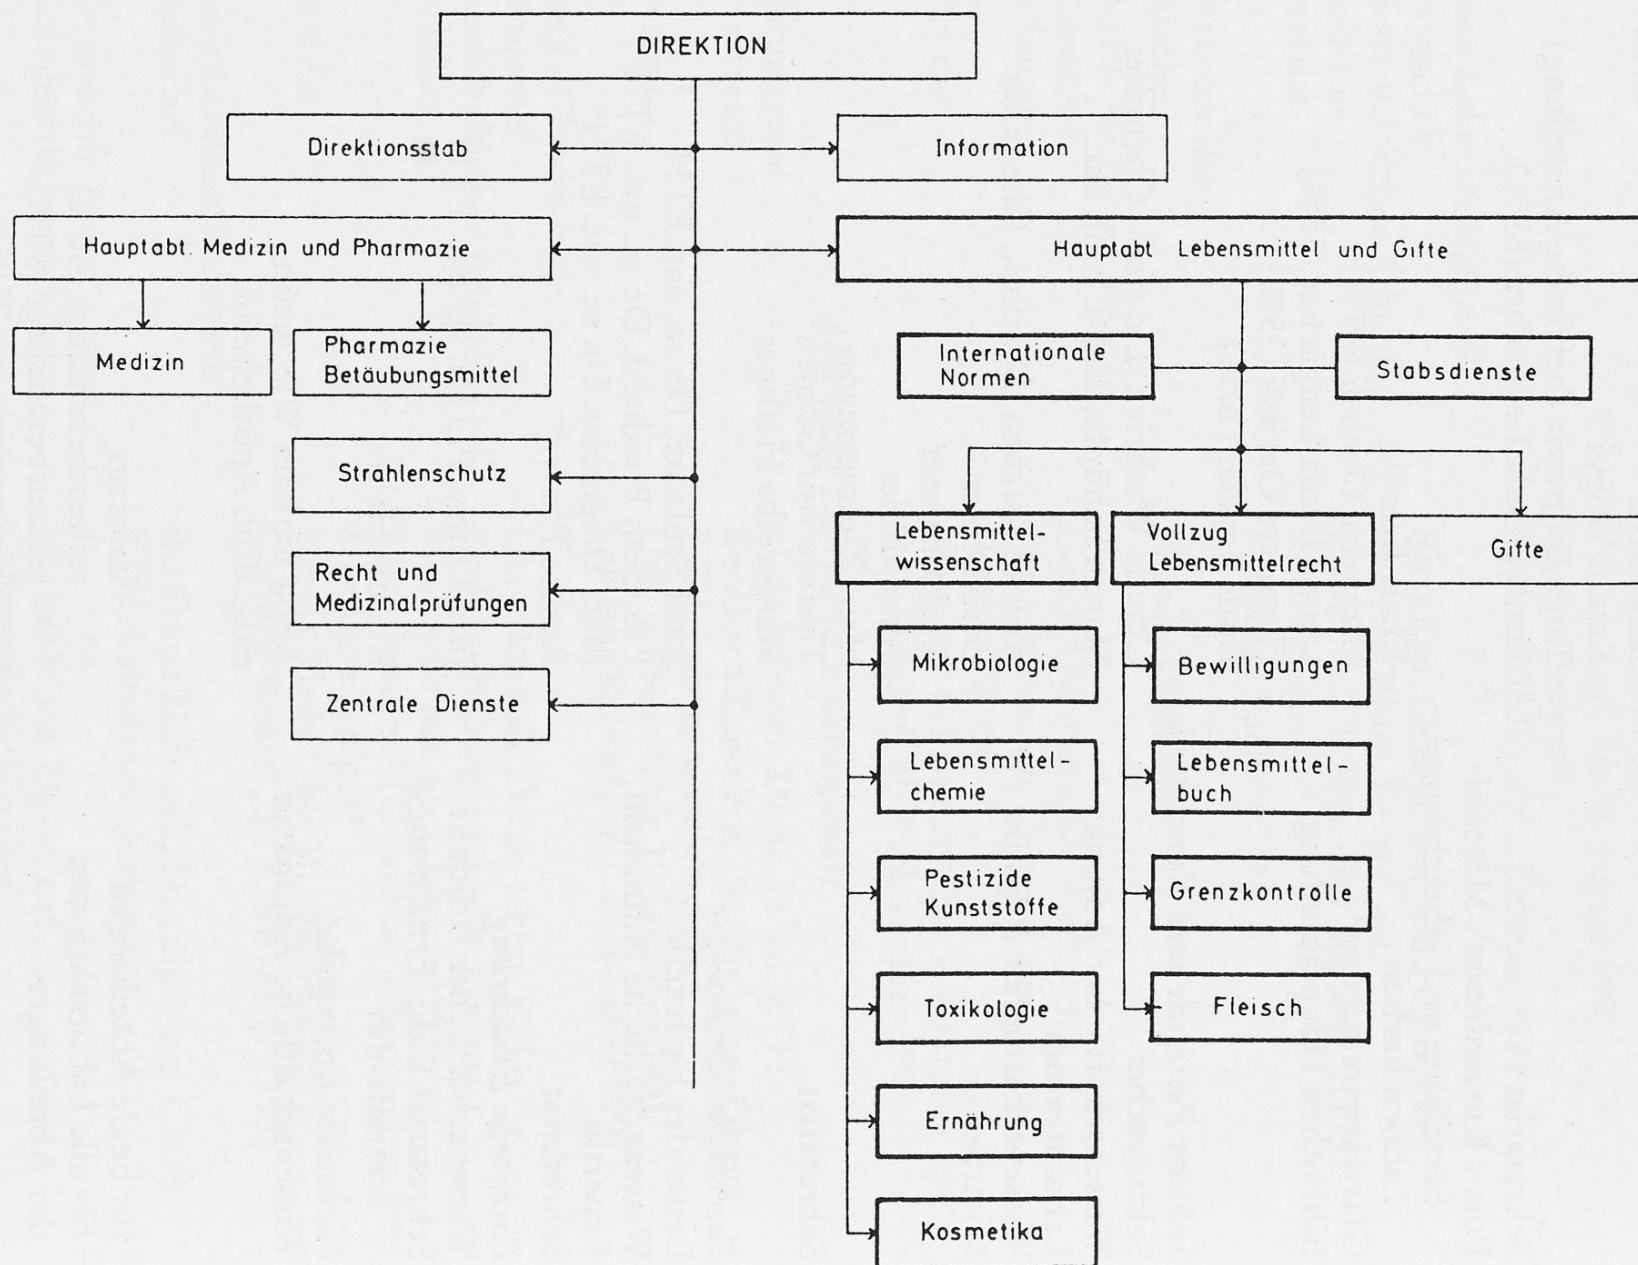 DIREKTION
Direktionsstab
Information
Hauptabt. Medizin und Pharmazie
Hauptabt Lebensmittel und Gifte
Medizin
Pharmazie
Betäubungsmittel
Internationale
Normen
Stabsdienste
Strahlenschutz
Lebensmittel-
wissenschaft
Vollzug
Lebensmittelrecht
Gifte
Recht und
Medizinalprüfungen
Mikrobiologie
Bewilligungen
Zentrale Dienste
Lebensmittel-
chemie
Lebensmittel-
buch
Pestizide
Kunststoffe
Grenzkontrolle
Toxikologie
Fleisch
Ernährung
Kosmetika